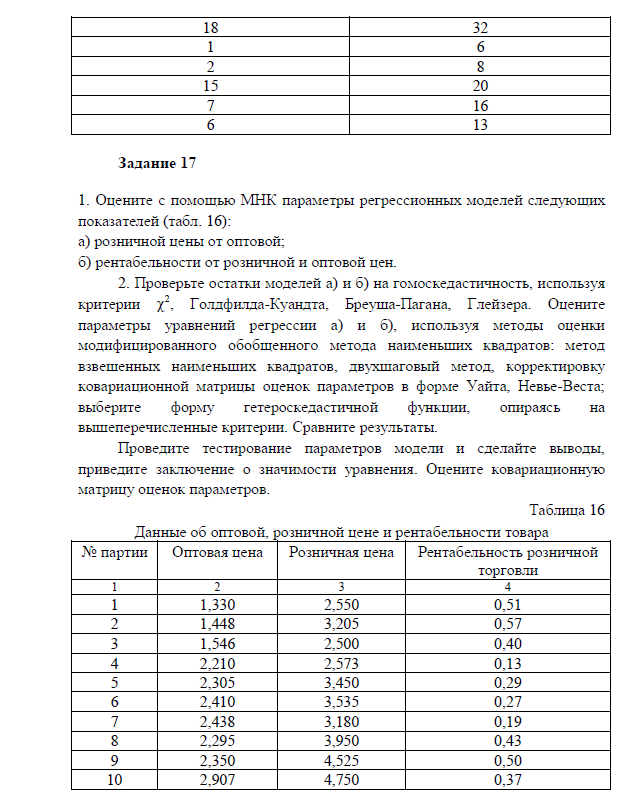 18 32
1 6
2 8
15 20
7 16
6 13
Задание 17
1. Оцените с помощью МНК параметры регрессионных моделей следующих
показателей (табл. 16):
а) розничной цены от оптовой;
б) рентабельности от розничной и оптовой цен.
2. Проверьте остатки моделей а) и б) на гомоскедастичность, используя
критерии χ², Голдфилда-Куандта, Бреуша-Пагана, Глейзера. Оцените
параметры уравнений регрессии а) и б), используя методы оценки
модифицированного обобщенного метода наименьших квадратов: метод
взвешенных наименьших квадратов, двухшаговый метод, корректировку
ковариационной матрицы оценок параметров в форме Уайта, Невье-Веста;
выберите форму гетероскедастичной функции, опираясь на
вышеперечисленные критерии. Сравните результаты.
Проведите тестирование параметров модели и сделайте выводы,
приведите заключение о значимости уравнения. Оцените ковариационную
матрицу оценок параметров.
Таблица 16
Данные об оптовой, розничной цене и рентабельности товара
№ партии Оптовая цена Розничная цена Рентабельность розничной
торговли
1 2 3 4
1 1,330 2,550 0,51
2 1,448 3,205 0,57
3 1,546 2,500 0,40
4 2,210 2,573 0,13
5 2,305 3,450 0,29
6 2,410 3,535 0,27
7 2,438 3,180 0,19
8 2,295 3,950 0,43
9 2,350 4,525 0,50
10 2,907 4,750 0,37